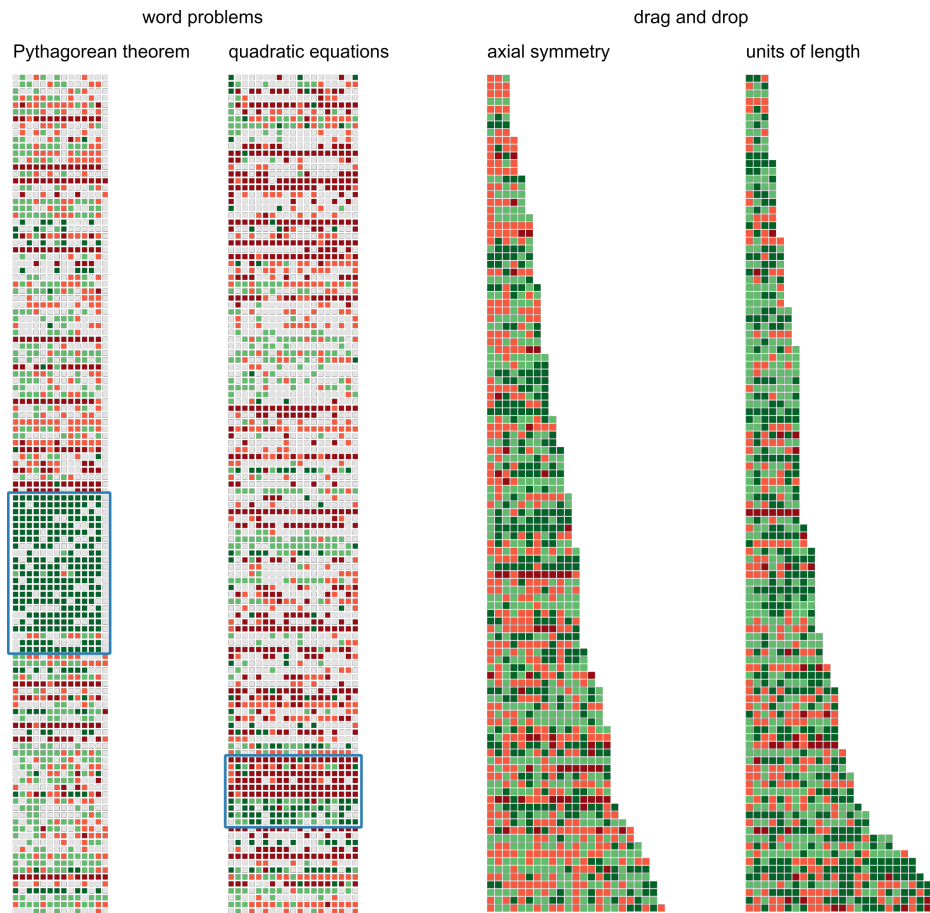 word problems
drag and drop
Pythagorean theorem
quadratic equations
axial symmetry
units of length